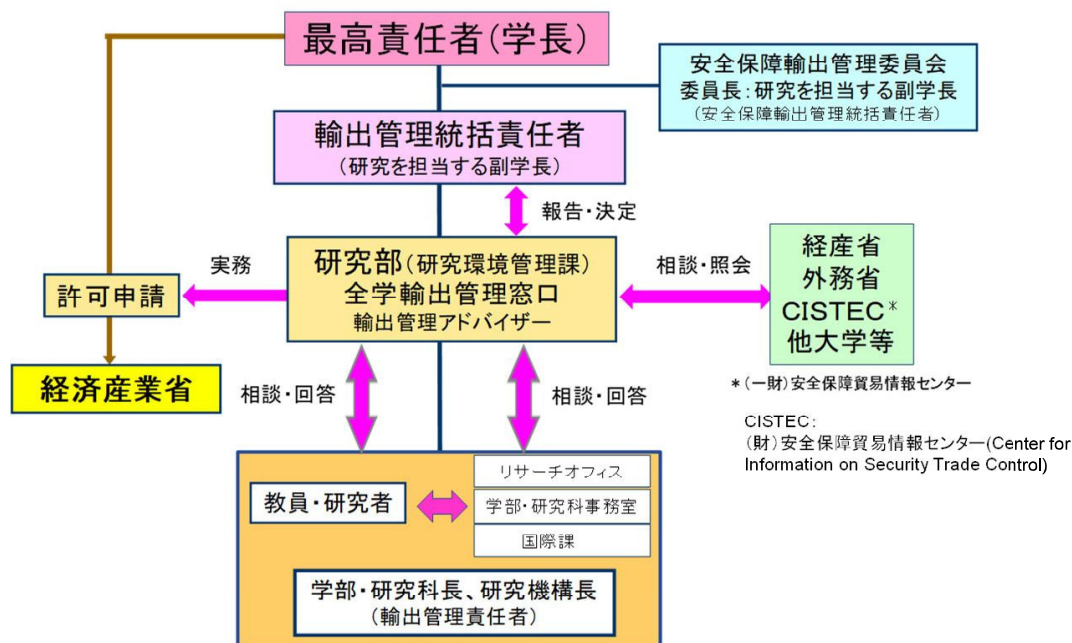 最高責任者(学長)
安全保障輸出管理委員会
委員長:研究を担当する副学長
(安全保障輸出管理統括責任者)
輸出管理統括責任者
(研究を担当する副学長)
報告・決定
実務
研究部(研究環境管理課)
全学輸出管理窓口
輸出管理アドバイザー
相談・照会
経産省
外務省
CISTEC*
他大学等
許可申請
経済産業省
*(一財)安全保障貿易情報センター
相談・回答
相談・回答
CISTEC:
(財)安全保障貿易情報センター(Center for
Information on Security Trade Control)
教員・研究者
リサーチオフィス
学部・研究科事務室
国際課
学部・研究科長、研究機構長
(輸出管理責任者)